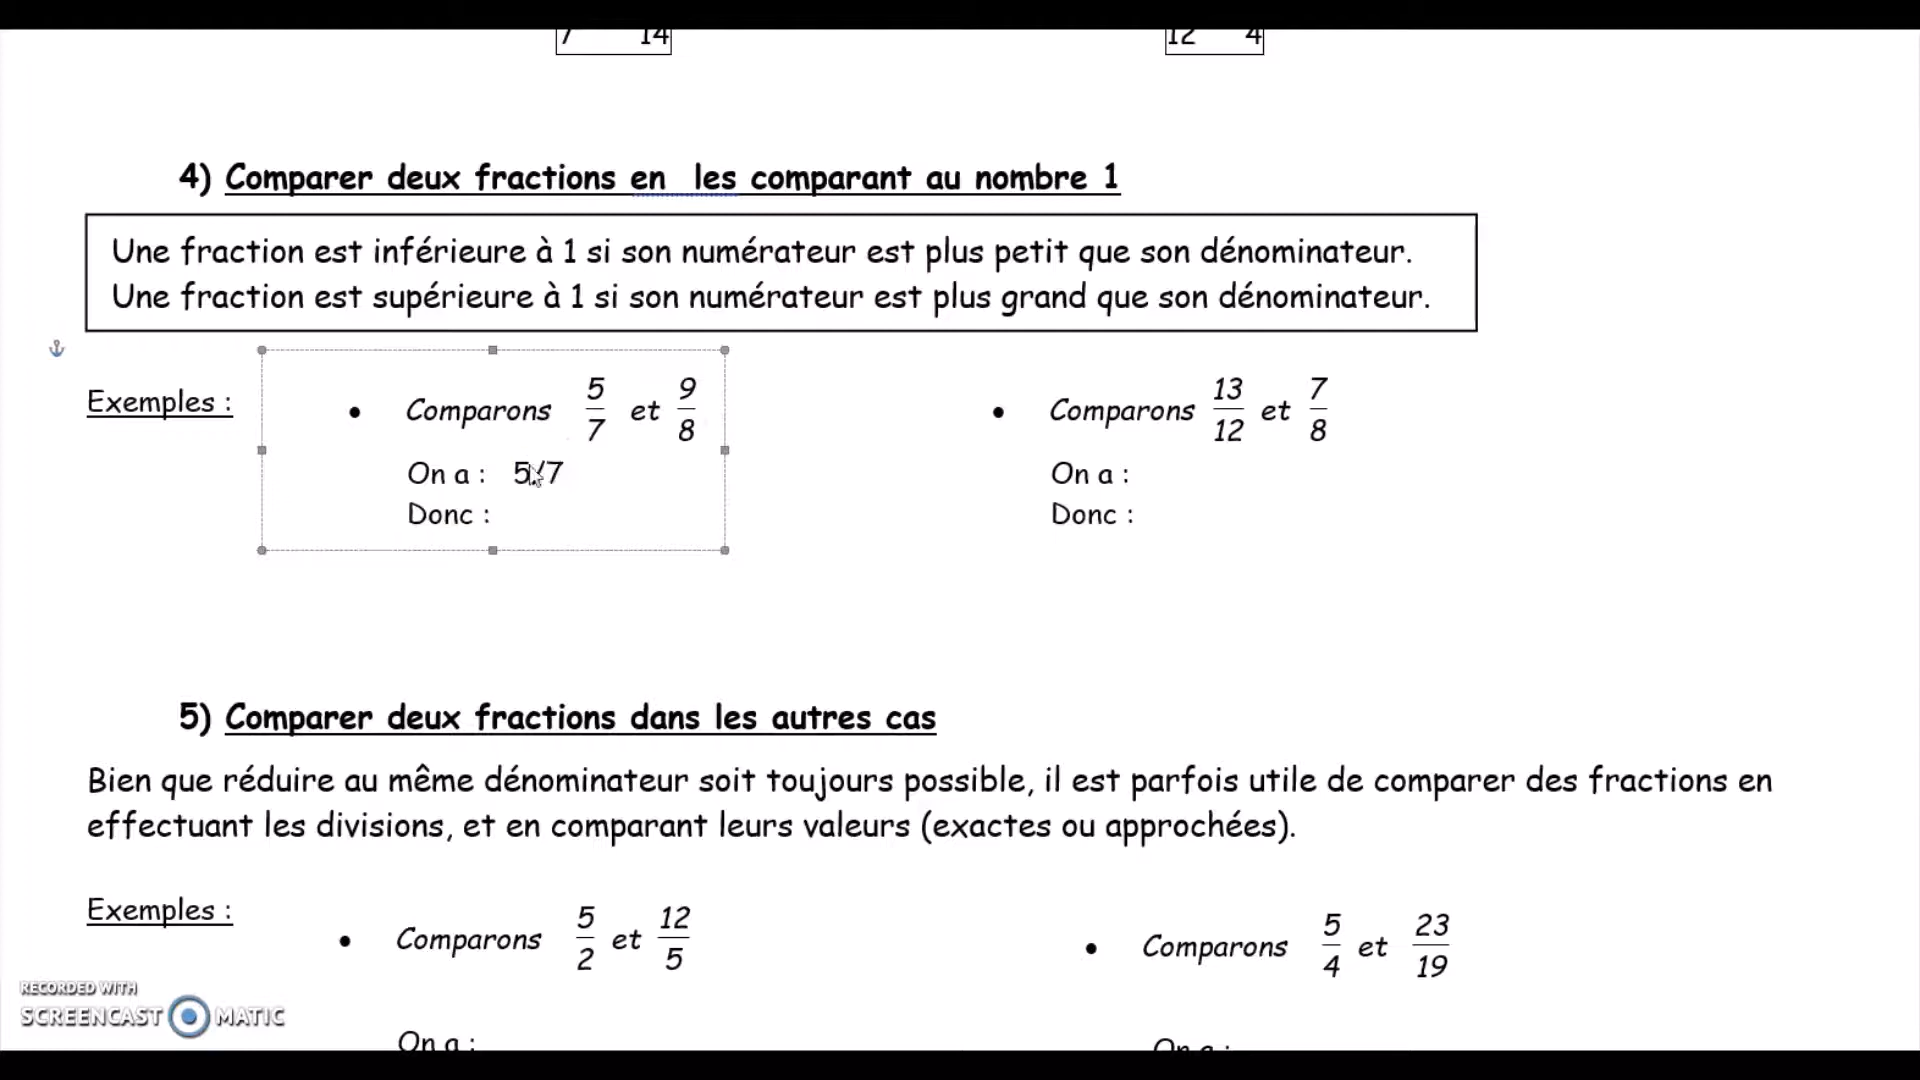 7 14
12 4
4) Comparer deux fractions en les comparant au nombre 1
Une fraction est inférieure à 1 si son numérateur est plus petit que son dénominateur.
Une fraction est supérieure à 1 si son numérateur est plus grand que son dénominateur.
Exemples :
• Comparons 5/7 et 9/8
On a : 5/7
Donc :
• Comparons 13/12 et 7/8
On a :
Donc :
5) Comparer deux fractions dans les autres cas
Bien que réduire au même dénominateur soit toujours possible, il est parfois utile de comparer des fractions en
effectuant les divisions, et en comparant leurs valeurs (exactes ou approchées).
Exemples :
• Comparons 5/2 et 12/5
On a :
• Comparons 5/4 et 23/19
On a :
RECORDED WITH
SCREENCAST MATIC